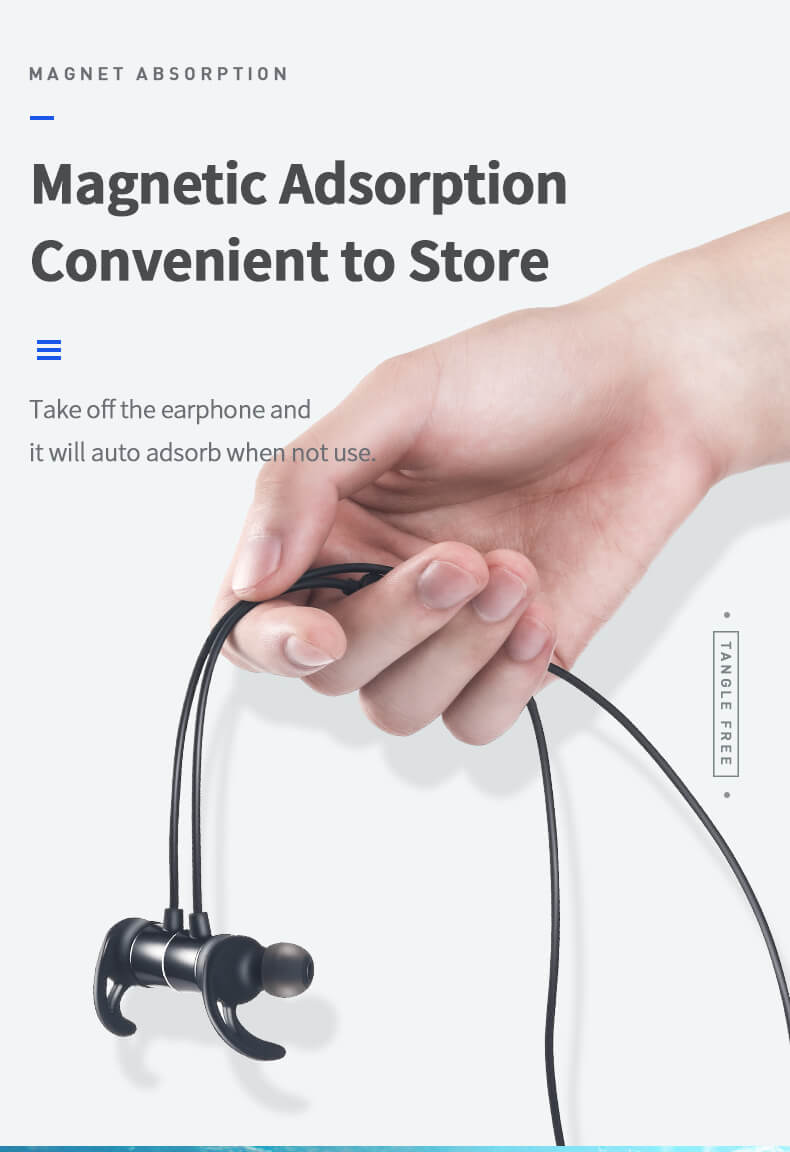 MAGNET ABSORPTION
Magnetic Adsorption
Convenient to Store
Take off the earphone and
it will auto adsorb when not use.
TANGLE FREE